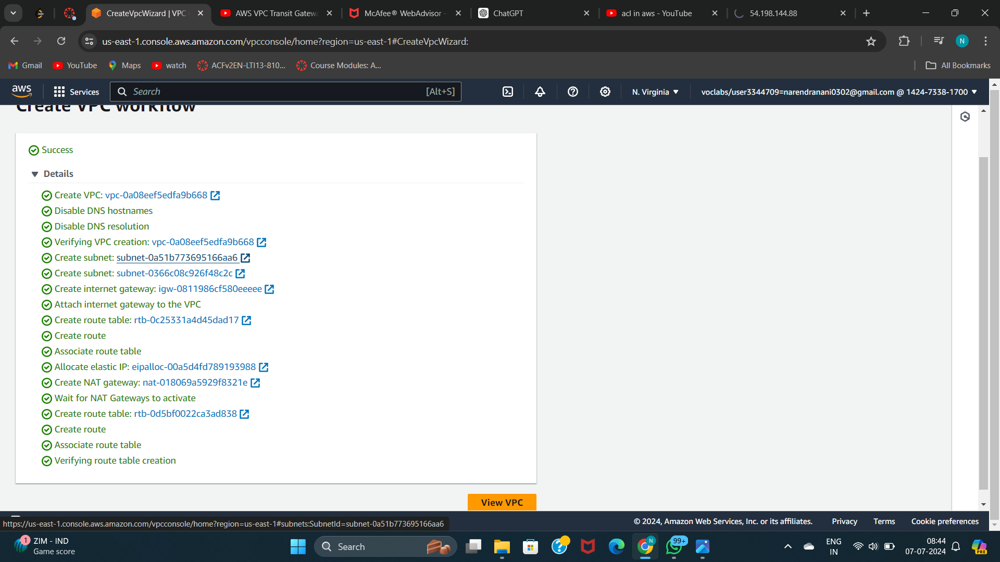 CreateVpcWizard | VPC
AWS VPC Transit Gatew
McAfee® WebAdvisor -
ChatGPT
acl in aws - YouTube
54.198.144.88
us-east-1.console.aws.amazon.com/vpcconsole/home?region=us-east-1#CreateVpcWizard:
N
Gmail
YouTube
Maps
watch
ACFv2EN-LTI13-810...
Course Modules: A...
All Bookmarks
aws
Services
Search
[Alt+S]
N. Virginia
voclabs/user3344709=narendranani0302@gmail.com @ 1424-7338-1700
Create VPC workflow
Success
Details
Create VPC: vpc-0a08eef5edfa9b668
Disable DNS hostnames
Disable DNS resolution
Verifying VPC creation: vpc-0a08eef5edfa9b668
Create subnet: subnet-0a51b773695166aa6
Create subnet: subnet-0366c08c926f48c2c
Create internet gateway: igw-0811986cf580eeeee
Attach internet gateway to the VPC
Create route table: rtb-0c25331a4d45dad17
Create route
Associate route table
Allocate elastic IP: eipalloc-00a5d4fd789193988
Create NAT gateway: nat-018069a5929f8321e
Wait for NAT Gateways to activate
Create route table: rtb-0d5bf0022ca3ad838
Create route
Associate route table
Verifying route table creation
View VPC
https://us-east-1.console.aws.amazon.com/vpcconsole/home?region=us-east-1#subnets:SubnetId=subnet-0a51b773695166aa6
© 2024, Amazon Web Services, Inc. or its affiliates.
Privacy
Terms
Cookie preferences
1
ZIM - IND
Game score
Search
N
99+
ENG
IN
08:44
07-07-2024
PRE